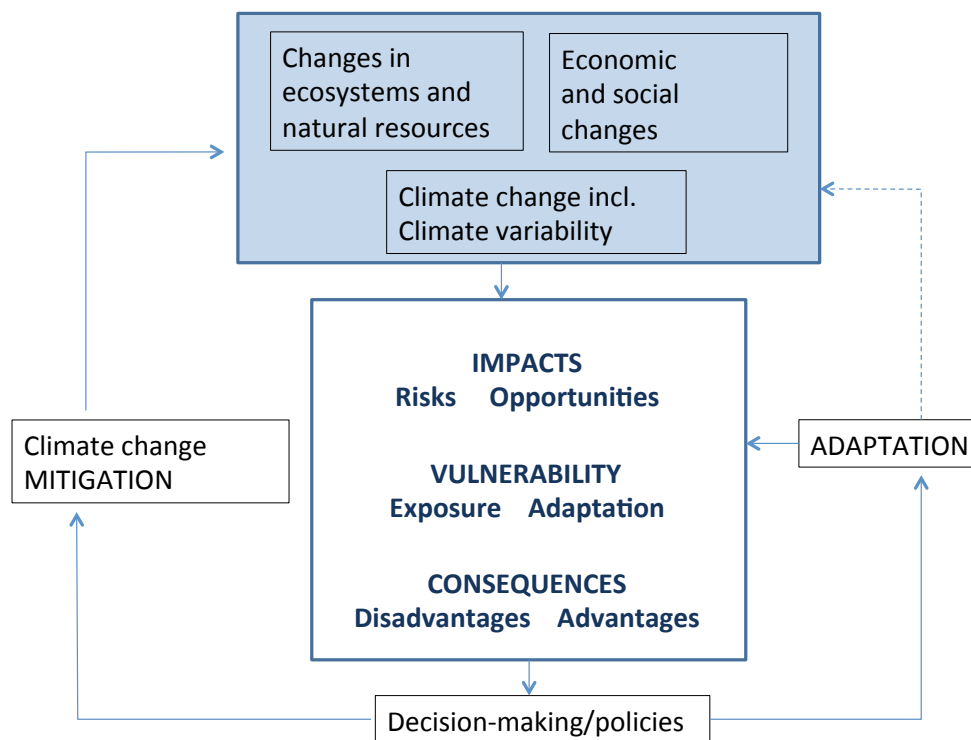 Changes in
ecosystems and
natural resources
Economic
and social
changes
Climate change incl.
Climate variability
IMPACTS
Risks Opportunities
VULNERABILITY
Exposure Adaptation
CONSEQUENCES
Disadvantages Advantages
Climate change
MITIGATION
ADAPTATION
Decision-making/policies